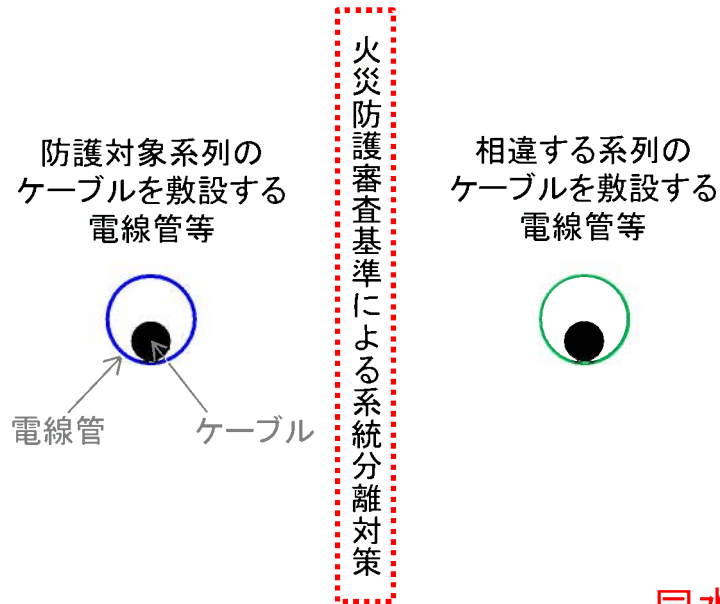 防護対象系列の
ケーブルを敷設する
電線管等
電線管
ケーブル
火災防護審査基準による系統分離対策
相違する系列の
ケーブルを敷設する
電線管等